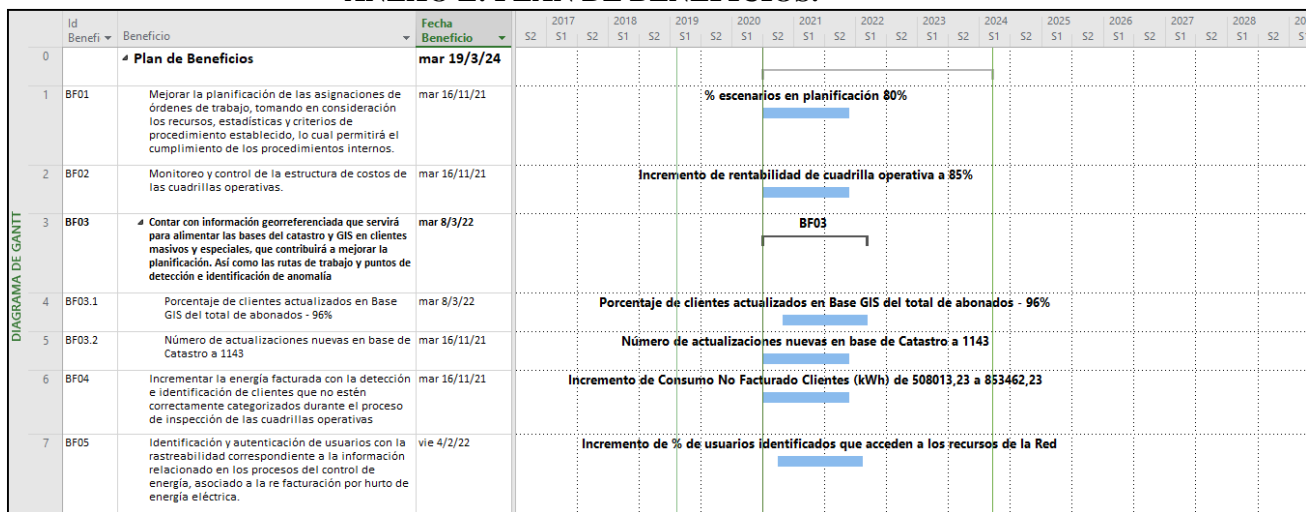 ANEXO E: PLAN DE BENEFICIOS.
Id
Benefi
Beneficio
Fecha
Beneficio
2017 2018 2019 2020 2021 2022 2023 2024 2025 2026 2027 2028 20
S2 S1 S2 S1 S2 S1 S2 S1 S2 S1 S2 S1 S2 S1 S2 S1 S2 S1 S2 S1 S2 S1 S2 S1 S2 S1
DIAGRAMA DE GANTT
0 Plan de Beneficios mar 19/3/24
1 BF01 Mejorar la planificación de las asignaciones de mar 16/11/21
órdenes de trabajo, tomando en consideración
los recursos, estadísticas y criterios de
procedimiento establecido, lo cual permitirá el
cumplimiento de los procedimientos internos.
% escenarios en planificación 80%
2 BF02 Monitoreo y control de la estructura de costos de mar 16/11/21
las cuadrillas operativas.
Incremento de rentabilidad de cuadrilla operativa a 85%
3 BF03 Contar con información georreferenciada que servirá mar 8/3/22
para alimentar las bases del catastro y GIS en clientes
masivos y especiales, que contribuirá a mejorar la
planificación. Así como las rutas de trabajo y puntos de
detección e identificación de anomalía
BF03
4 BF03.1 Porcentaje de clientes actualizados en Base mar 8/3/22
GIS del total de abonados - 96%
Porcentaje de clientes actualizados en Base GIS del total de abonados - 96%
5 BF03.2 Número de actualizaciones nuevas en base de mar 16/11/21
Catastro a 1143
Número de actualizaciones nuevas en base de Catastro a 1143
6 BF04 Incrementar la energía facturada con la detección mar 16/11/21
e identificación de clientes que no estén
correctamente categorizados durante el proceso
de inspección de las cuadrillas operativas
Incremento de Consumo No Facturado Clientes (kWh) de 508013,23 a 853462,23
7 BF05 Identificación y autenticación de usuarios con la vie 4/2/22
rastreabilidad correspondiente a la información
relacionado en los procesos del control de
energía, asociado a la re facturación por hurto de
energía eléctrica.
Incremento de % de usuarios identificados que acceden a los recursos de la Red